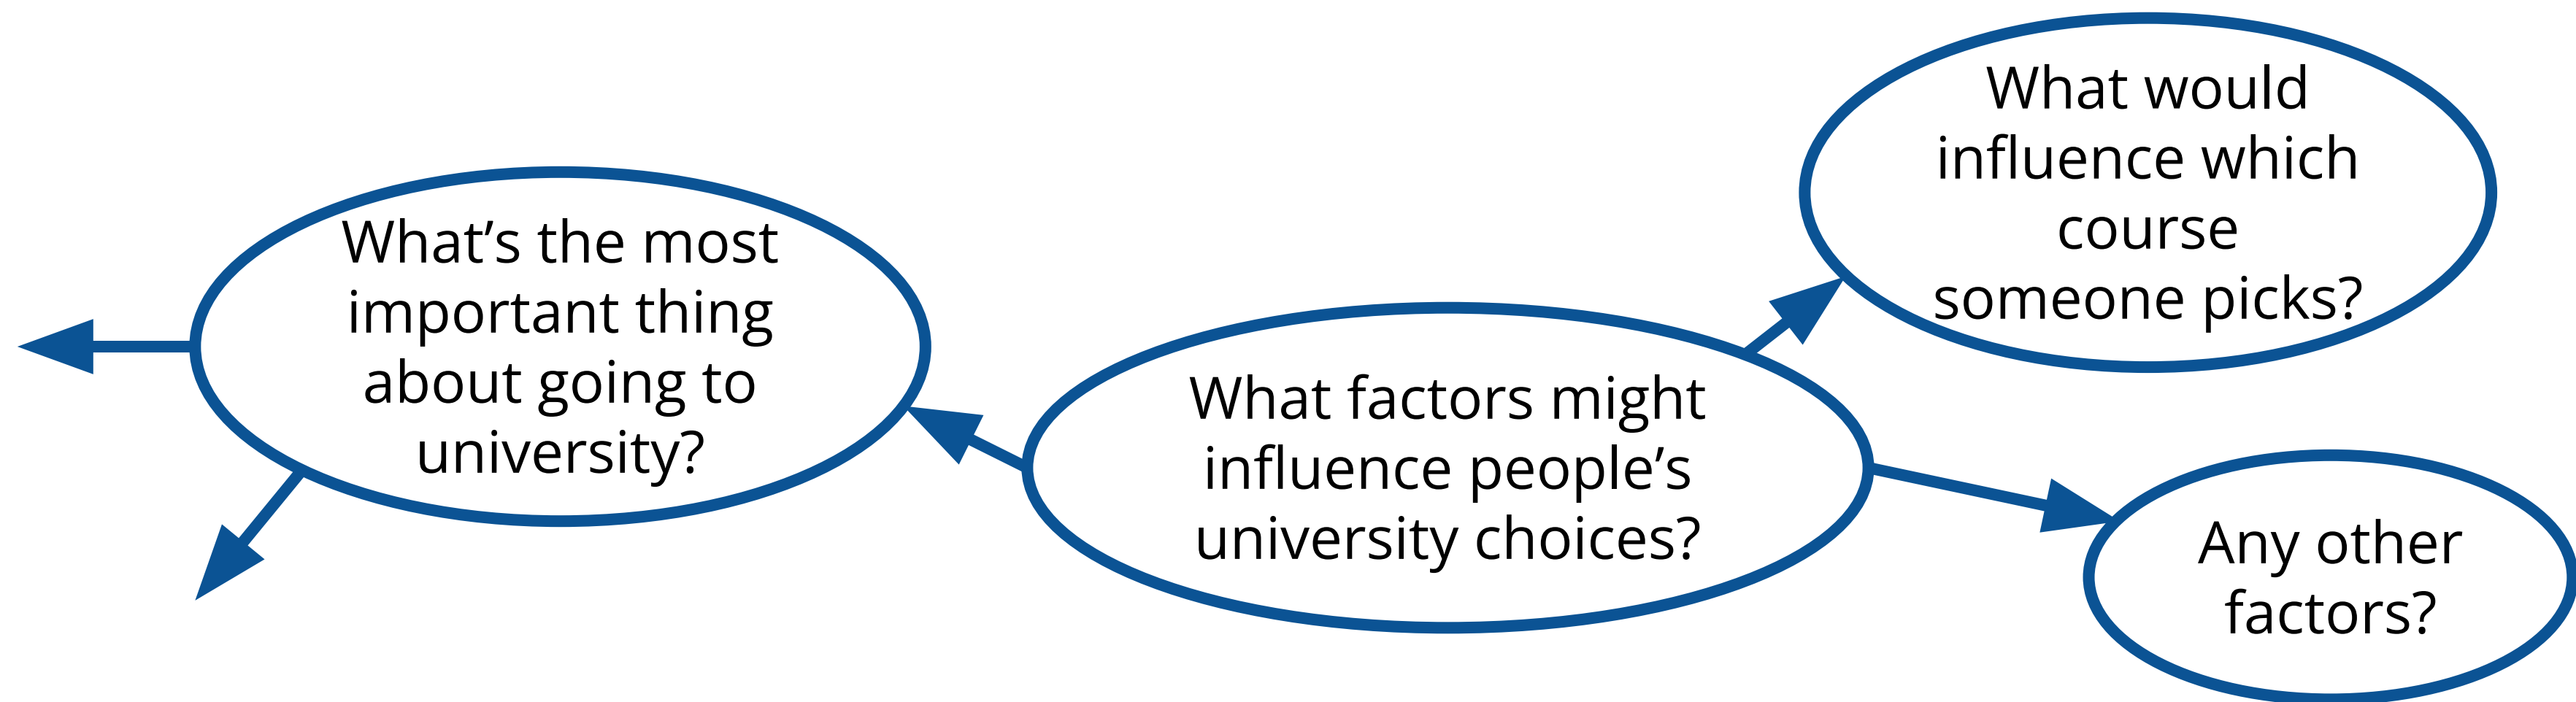 What’s the most
important thing
about going to
university?
What factors might
influence people’s
university choices?
What would
influence which
course
someone picks?
Any other
factors?